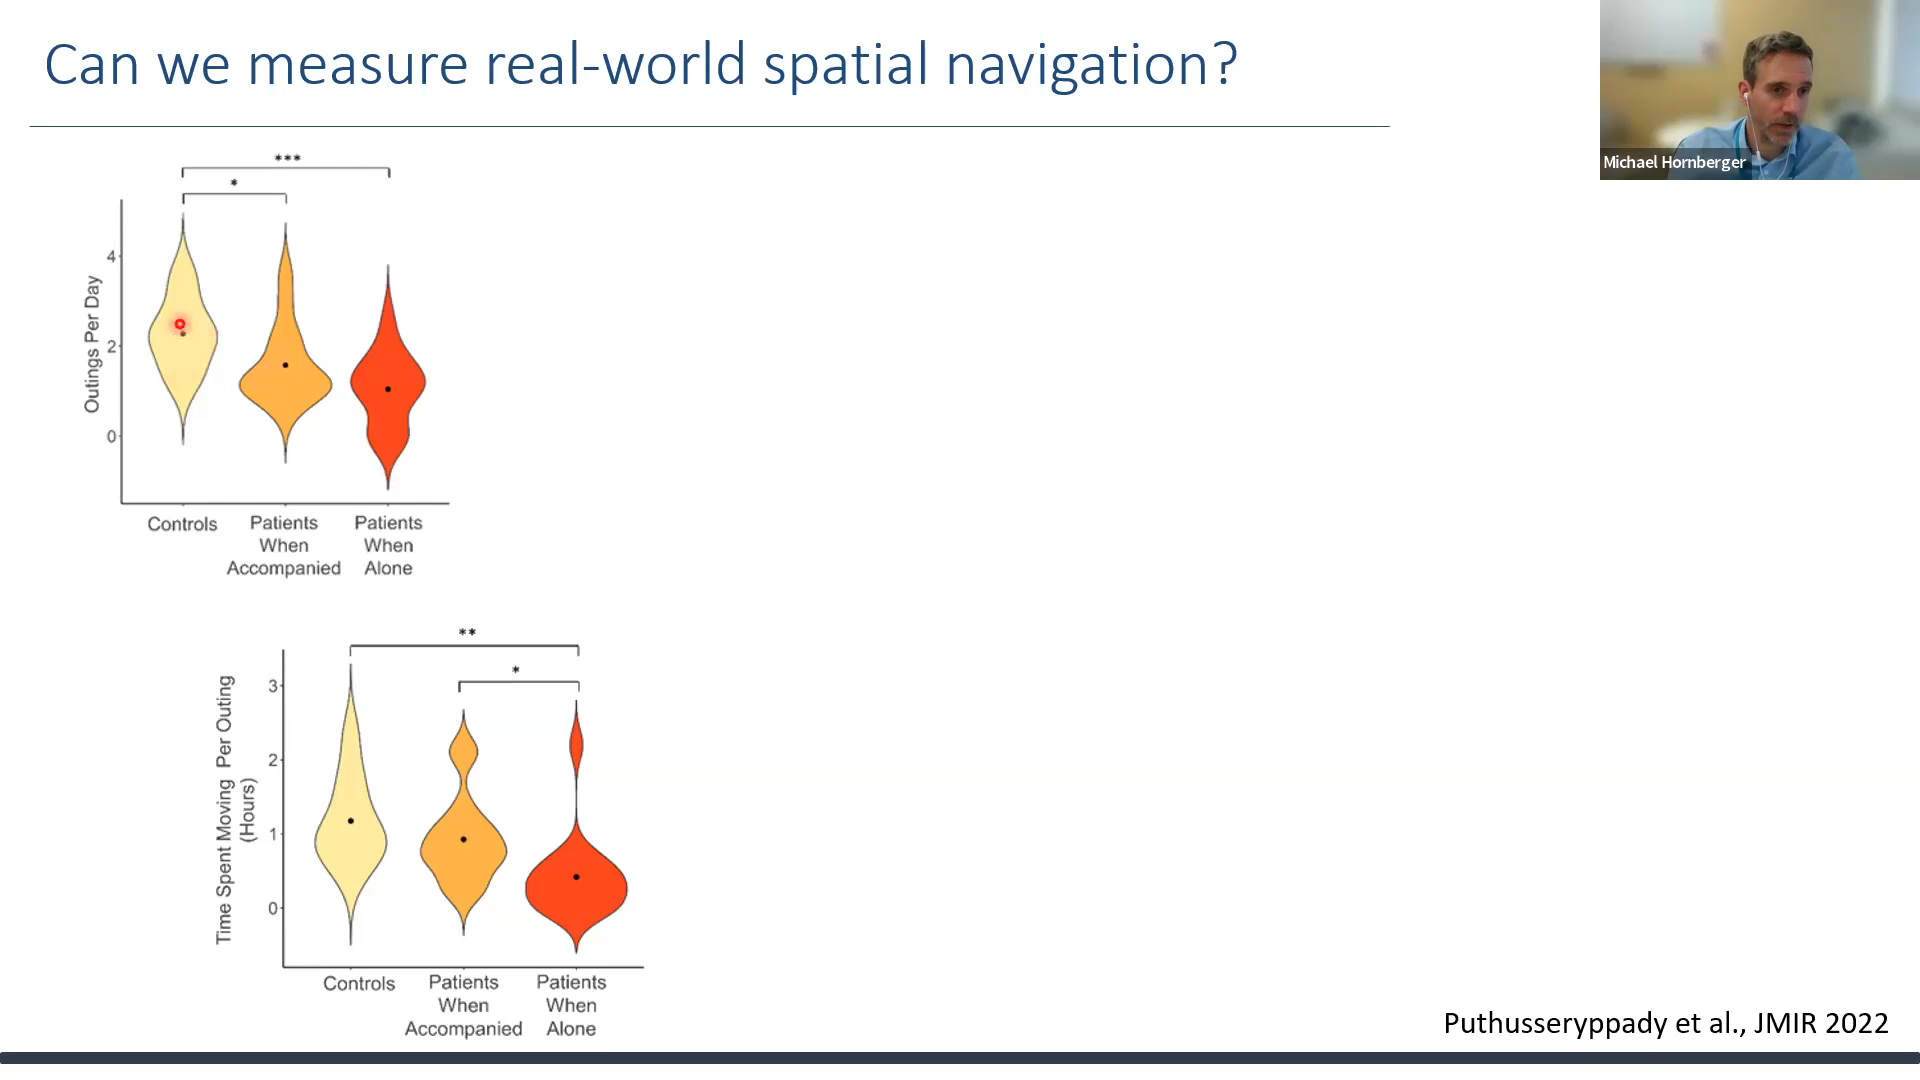 Can we measure real-world spatial navigation?
Michael Hornberger
***
*
Outings Per Day
4
2
0
Controls
Patients When Accompanied
Patients When Alone
**
*
Time Spent Moving Per Outing (Hours)
3
2
1
0
Controls
Patients When Accompanied
Patients When Alone
Puthusseryppady et al., JMIR 2022